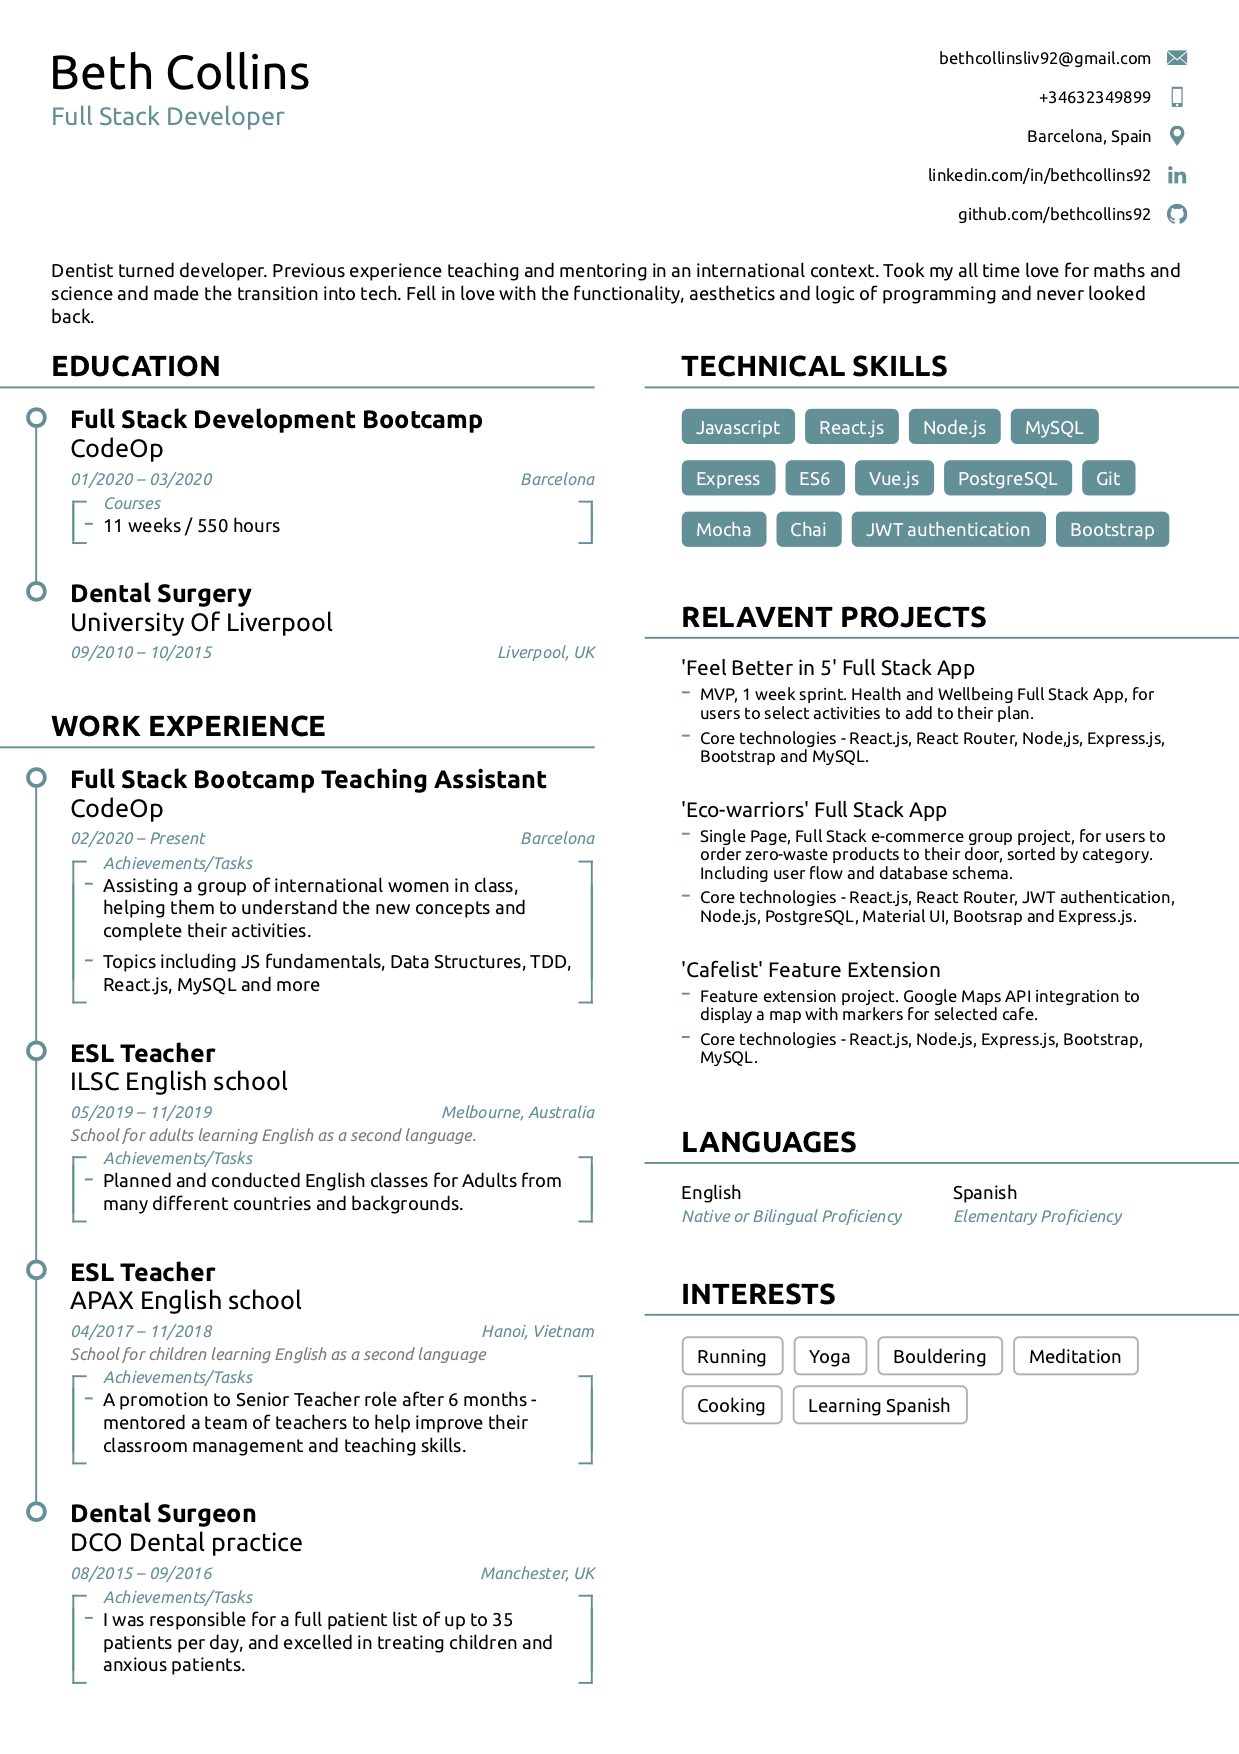 Beth Collins
Full Stack Developer
bethcollinsliv92@gmail.com
+34632349899
Barcelona, Spain
linkedin.com/in/bethcollins92
github.com/bethcollins92
Dentist turned developer. Previous experience teaching and mentoring in an international context. Took my all time love for maths and
science and made the transition into tech. Fell in love with the functionality, aesthetics and logic of programming and never looked
back.
EDUCATION
Full Stack Development Bootcamp
CodeOp
01/2020 – 03/2020 Barcelona
Courses
– 11 weeks / 550 hours
Dental Surgery
University Of Liverpool
09/2010 – 10/2015 Liverpool, UK
WORK EXPERIENCE
Full Stack Bootcamp Teaching Assistant
CodeOp
02/2020 – Present Barcelona
Achievements/Tasks
– Assisting a group of international women in class,
helping them to understand the new concepts and
complete their activities.
– Topics including JS fundamentals, Data Structures, TDD,
React.js, MySQL and more
ESL Teacher
ILSC English school
05/2019 – 11/2019 Melbourne, Australia
School for adults learning English as a second language.
Achievements/Tasks
– Planned and conducted English classes for Adults from
many different countries and backgrounds.
ESL Teacher
APAX English school
04/2017 – 11/2018 Hanoi, Vietnam
School for children learning English as a second language
Achievements/Tasks
– A promotion to Senior Teacher role after 6 months -
mentored a team of teachers to help improve their
classroom management and teaching skills.
Dental Surgeon
DCO Dental practice
08/2015 – 09/2016 Manchester, UK
Achievements/Tasks
– I was responsible for a full patient list of up to 35
patients per day, and excelled in treating children and
anxious patients.
TECHNICAL SKILLS
Javascript React.js Node.js MySQL
Express ES6 Vue.js PostgreSQL Git
Mocha Chai JWT authentication Bootstrap
RELAVENT PROJECTS
'Feel Better in 5' Full Stack App
– MVP, 1 week sprint. Health and Wellbeing Full Stack App, for
users to select activities to add to their plan.
– Core technologies - React.js, React Router, Node,js, Express.js,
Bootstrap and MySQL.
'Eco-warriors' Full Stack App
– Single Page, Full Stack e-commerce group project, for users to
order zero-waste products to their door, sorted by category.
Including user flow and database schema.
– Core technologies - React.js, React Router, JWT authentication,
Node.js, PostgreSQL, Material UI, Bootsrap and Express.js.
'Cafelist' Feature Extension
– Feature extension project. Google Maps API integration to
display a map with markers for selected cafe.
– Core technologies - React.js, Node.js, Express.js, Bootstrap,
MySQL.
LANGUAGES
English Spanish
Native or Bilingual Proficiency Elementary Proficiency
INTERESTS
Running Yoga Bouldering Meditation
Cooking Learning Spanish